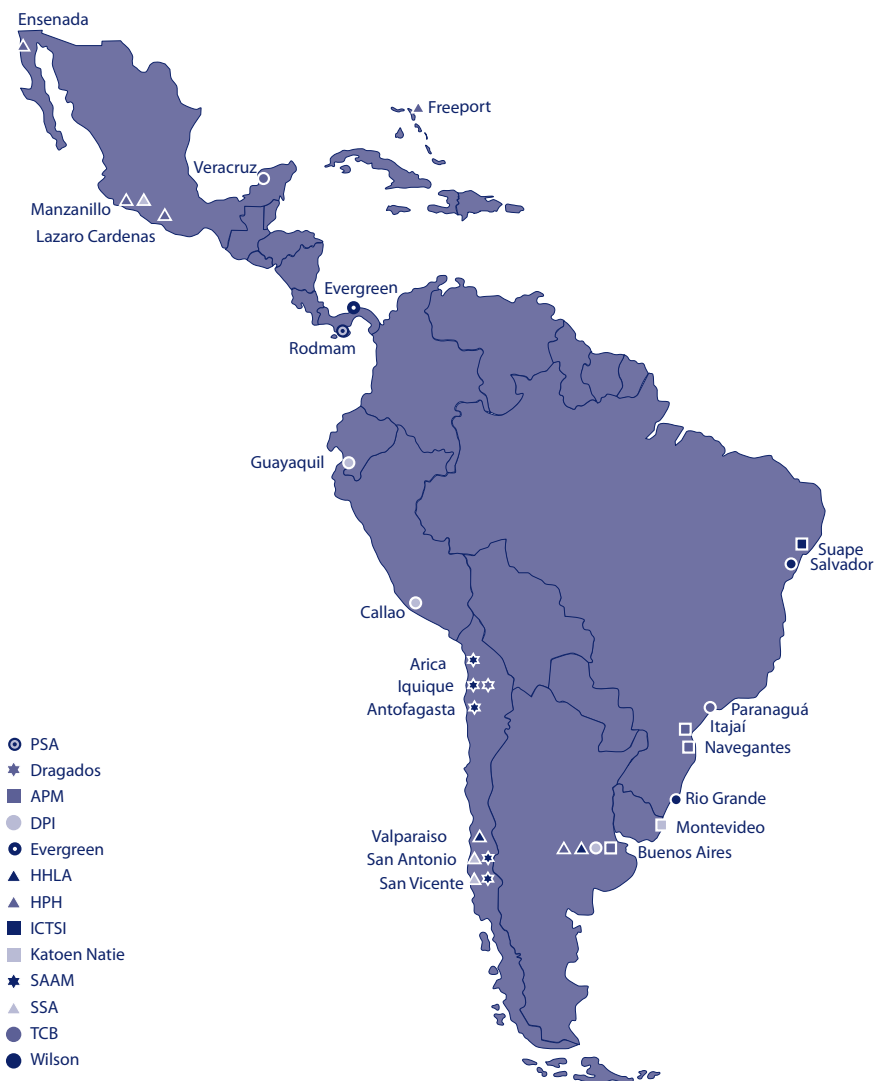 Ensenada
Freeport
Veracruz
Manzanillo
Lazaro Cardenas
Evergreen
Rodmam
Guayaquil
Suape
Salvador
Callao
Arica
Iquique
Antofagasta
Paranaguá
Itajaí
Navegantes
Rio Grande
Montevideo
Buenos Aires
Valparaiso
San Antonio
San Vicente
PSA
Dragados
APM
DPI
Evergreen
HHLA
HPH
ICTSI
Katoen Natie
SAAM
SSA
TCB
Wilson